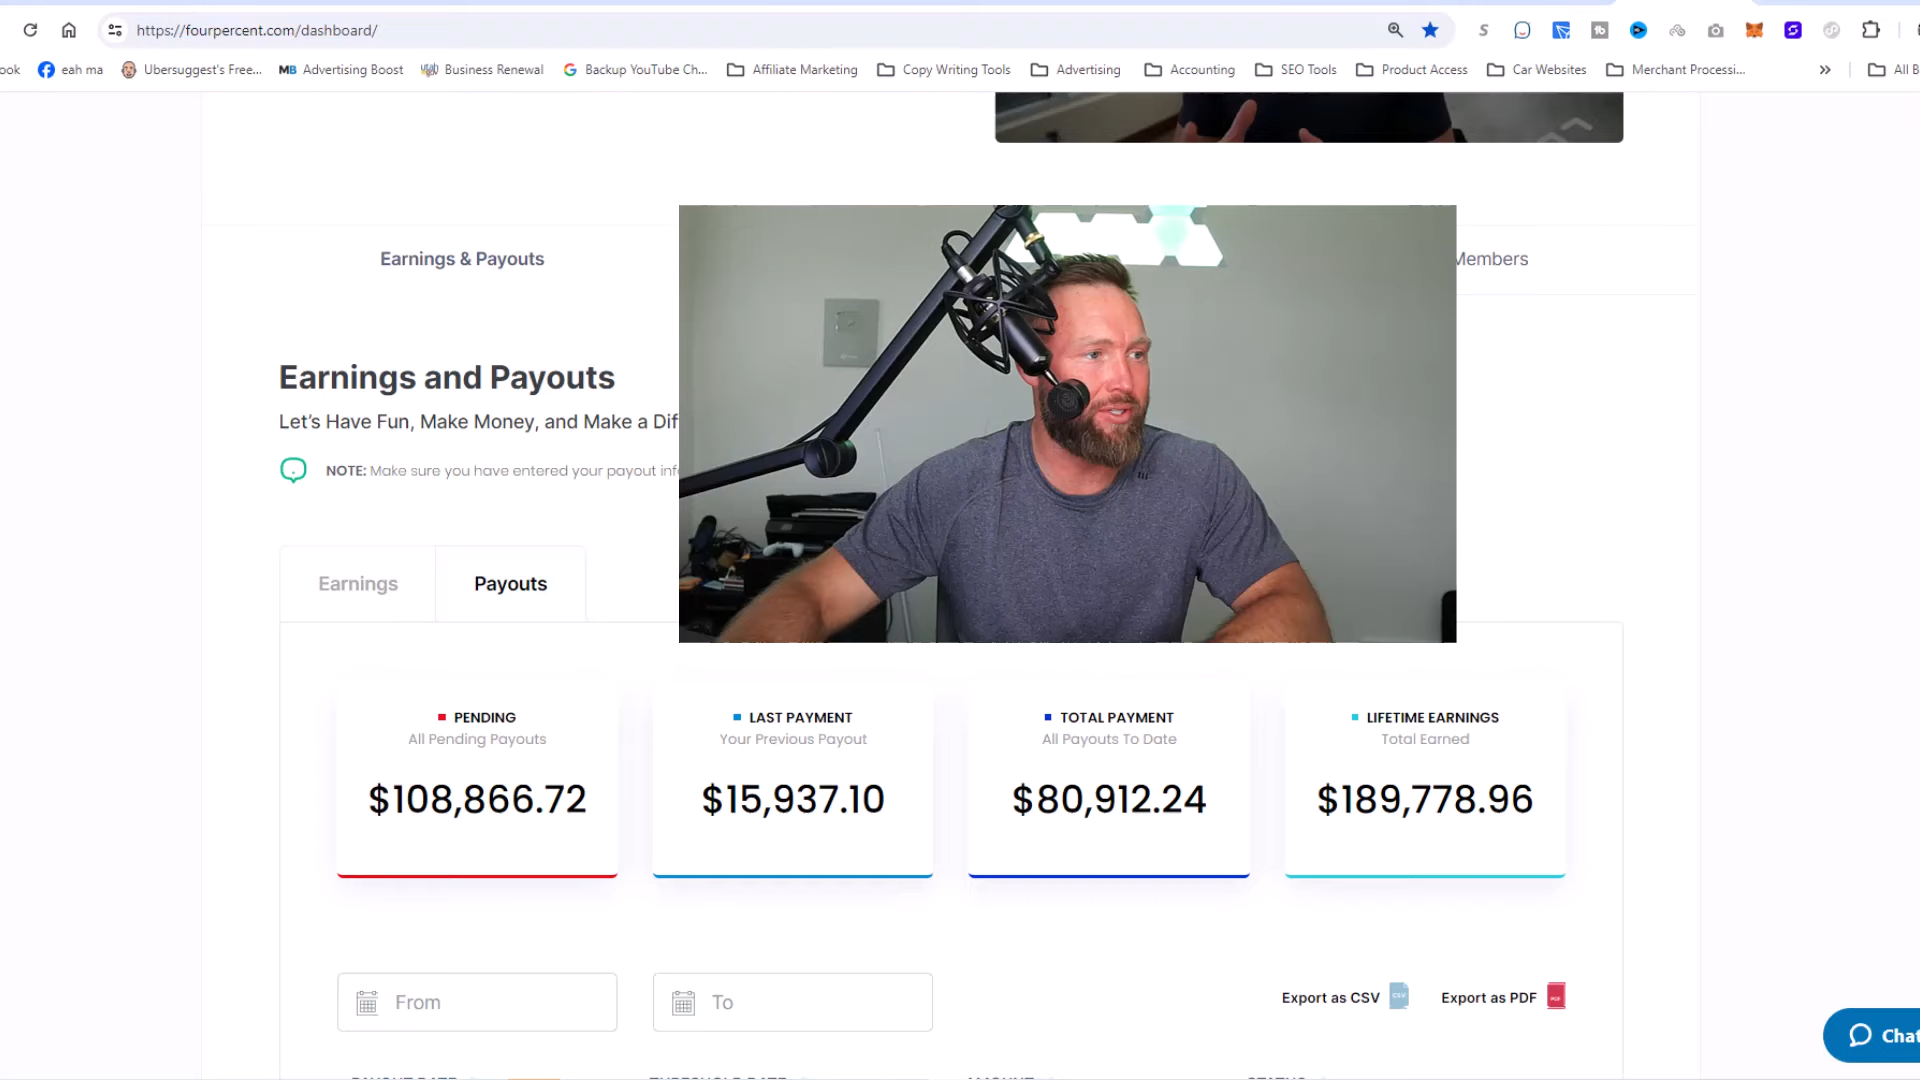 https://fourpercent.com/dashboard/
ook
eah ma
Ubersuggest's Free...
MB Advertising Boost
Business Renewal
Backup YouTube Ch...
Affiliate Marketing
Copy Writing Tools
Advertising
Accounting
SEO Tools
Product Access
Car Websites
Merchant Processi...
All B
Earnings & Payouts
Members
Earnings and Payouts
Let's Have Fun, Make Money, and Make a Dif
NOTE: Make sure you have entered your payout inf
Earnings
Payouts
PENDING
All Pending Payouts
$108,866.72
LAST PAYMENT
Your Previous Payout
$15,937.10
TOTAL PAYMENT
All Payouts To Date
$80,912.24
LIFETIME EARNINGS
Total Earned
$189,778.96
From
To
Export as CSV
Export as PDF
Chat